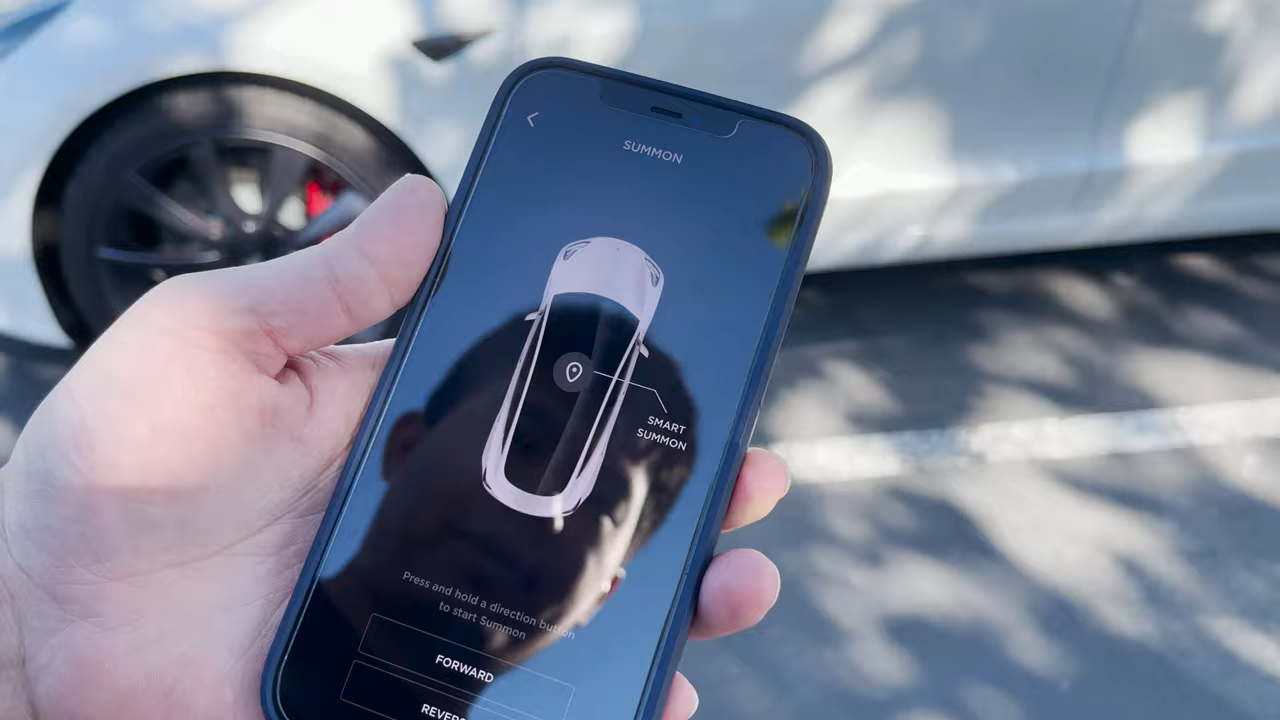 SUMMON
SMART
SUMMON
Press and hold a direction button
to start Summon
FORWARD